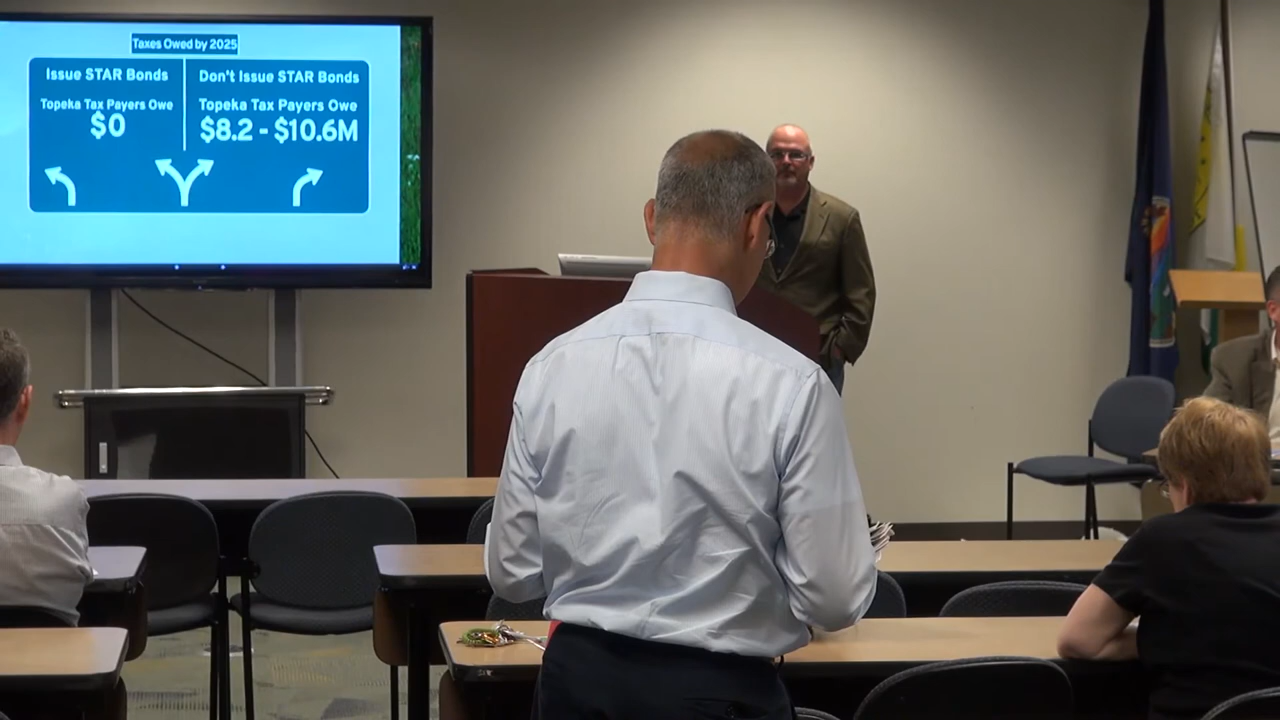 Taxes Owed by 2025
Issue STAR Bonds
Topeka Tax Payers Owe
$0
Don't Issue STAR Bonds
Topeka Tax Payers Owe
$8.2 - $10.6M